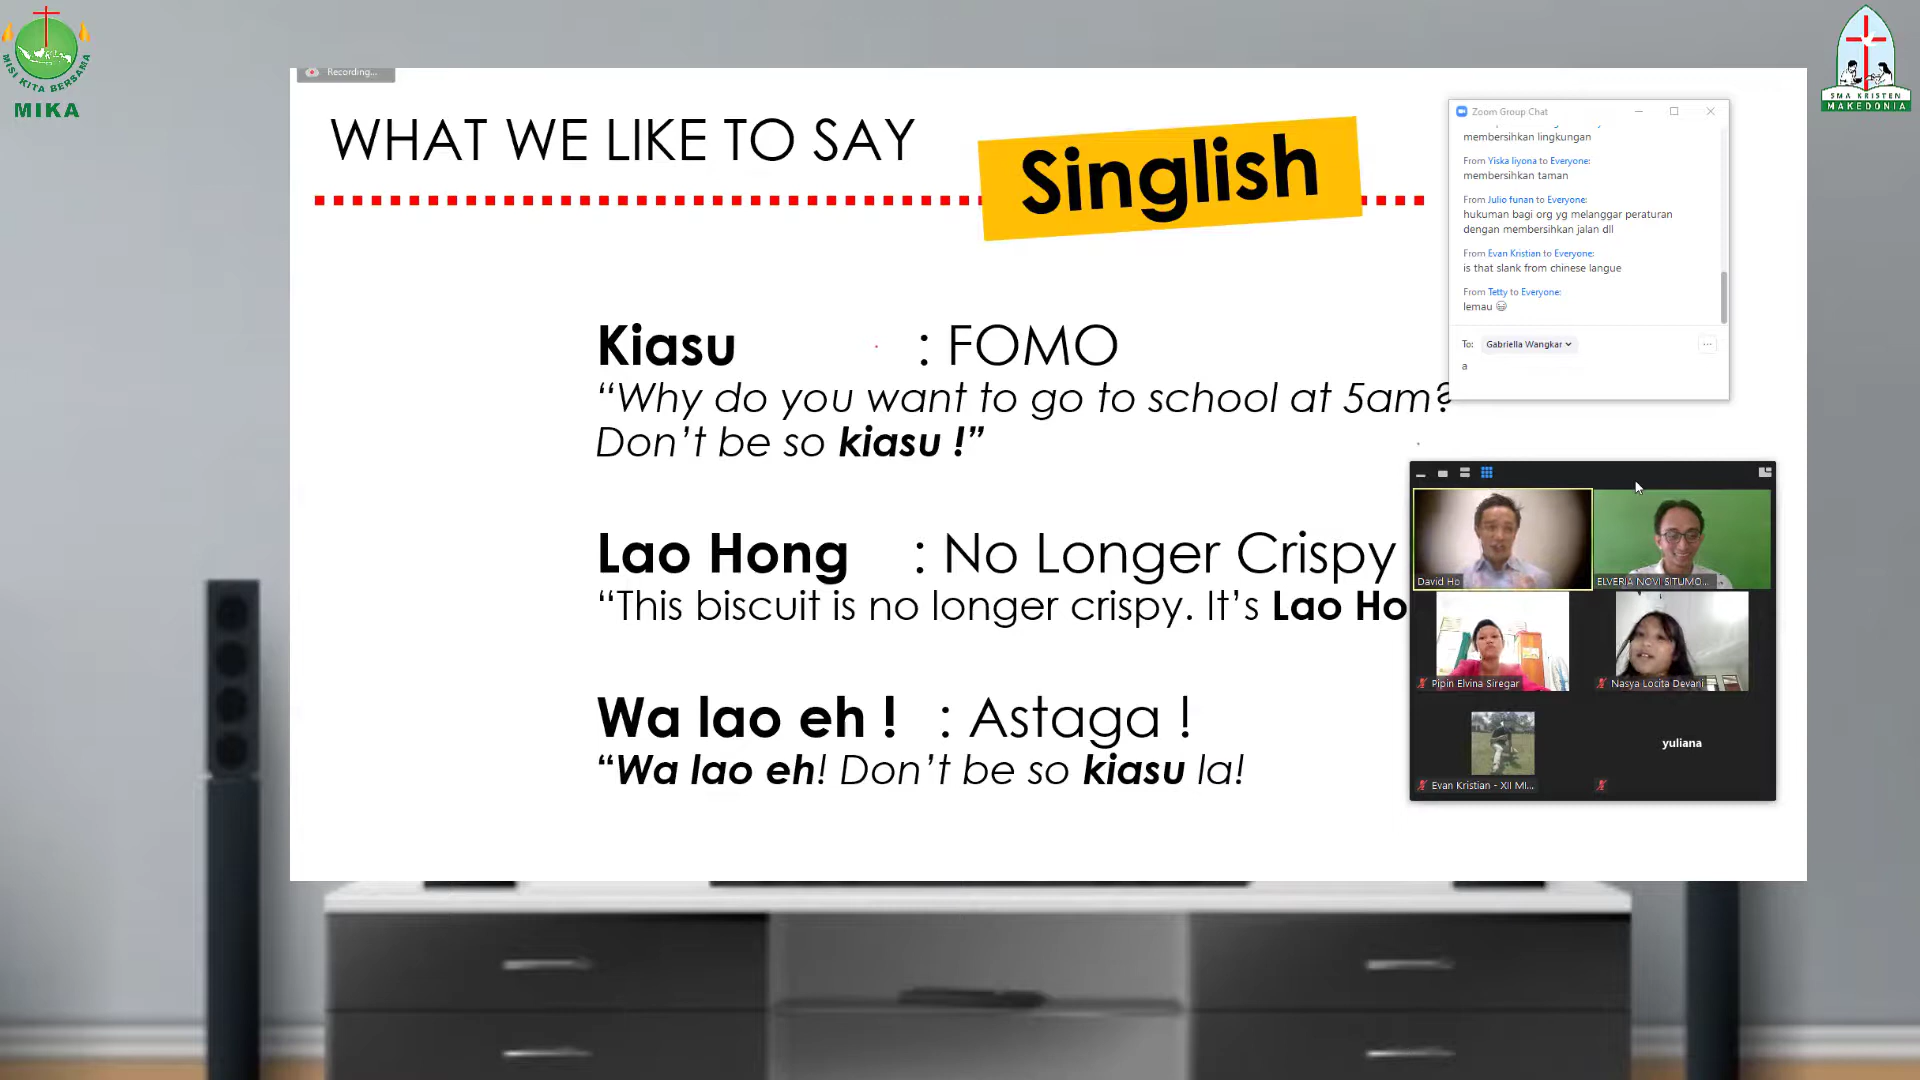 MISI KITA BERSAMA
MIKA
SMA KRISTEN
MAKEDONIA
Recording...
WHAT WE LIKE TO SAY
Singlish
Kiasu : FOMO
“Why do you want to go to school at 5am?
Don’t be so kiasu !”
Lao Hong : No Longer Crispy
“This biscuit is no longer crispy. It’s Lao Ho
Wa lao eh ! : Astaga !
“Wa lao eh! Don’t be so kiasu la!
Zoom Group Chat
membersihkan lingkungan
From Yiska liyona to Everyone:
membersihkan taman
From Julio funan to Everyone:
hukuman bagi org yg melanggar peraturan
dengan membersihkan jalan dll
From Evan Kristian to Everyone:
is that slank from chinese langue
From Tetty to Everyone:
lemau 😄
To: Gabriella Wangkar
a
David Ho
ELVERIA NOVI SITUMO...
Pipin Elvina Siregar
Nasya Locita Devani
Evan Kristian - XII MI...
yuliana